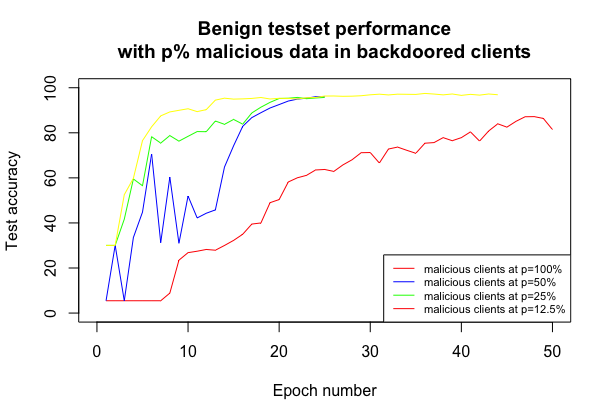 Benign testset performance
with p% malicious data in backdoored clients
Test accuracy
100
80
60
40
20
0
malicious clients at p=100%
malicious clients at p=50%
malicious clients at p=25%
malicious clients at p=12.5%
0 10 20 30 40 50
Epoch number